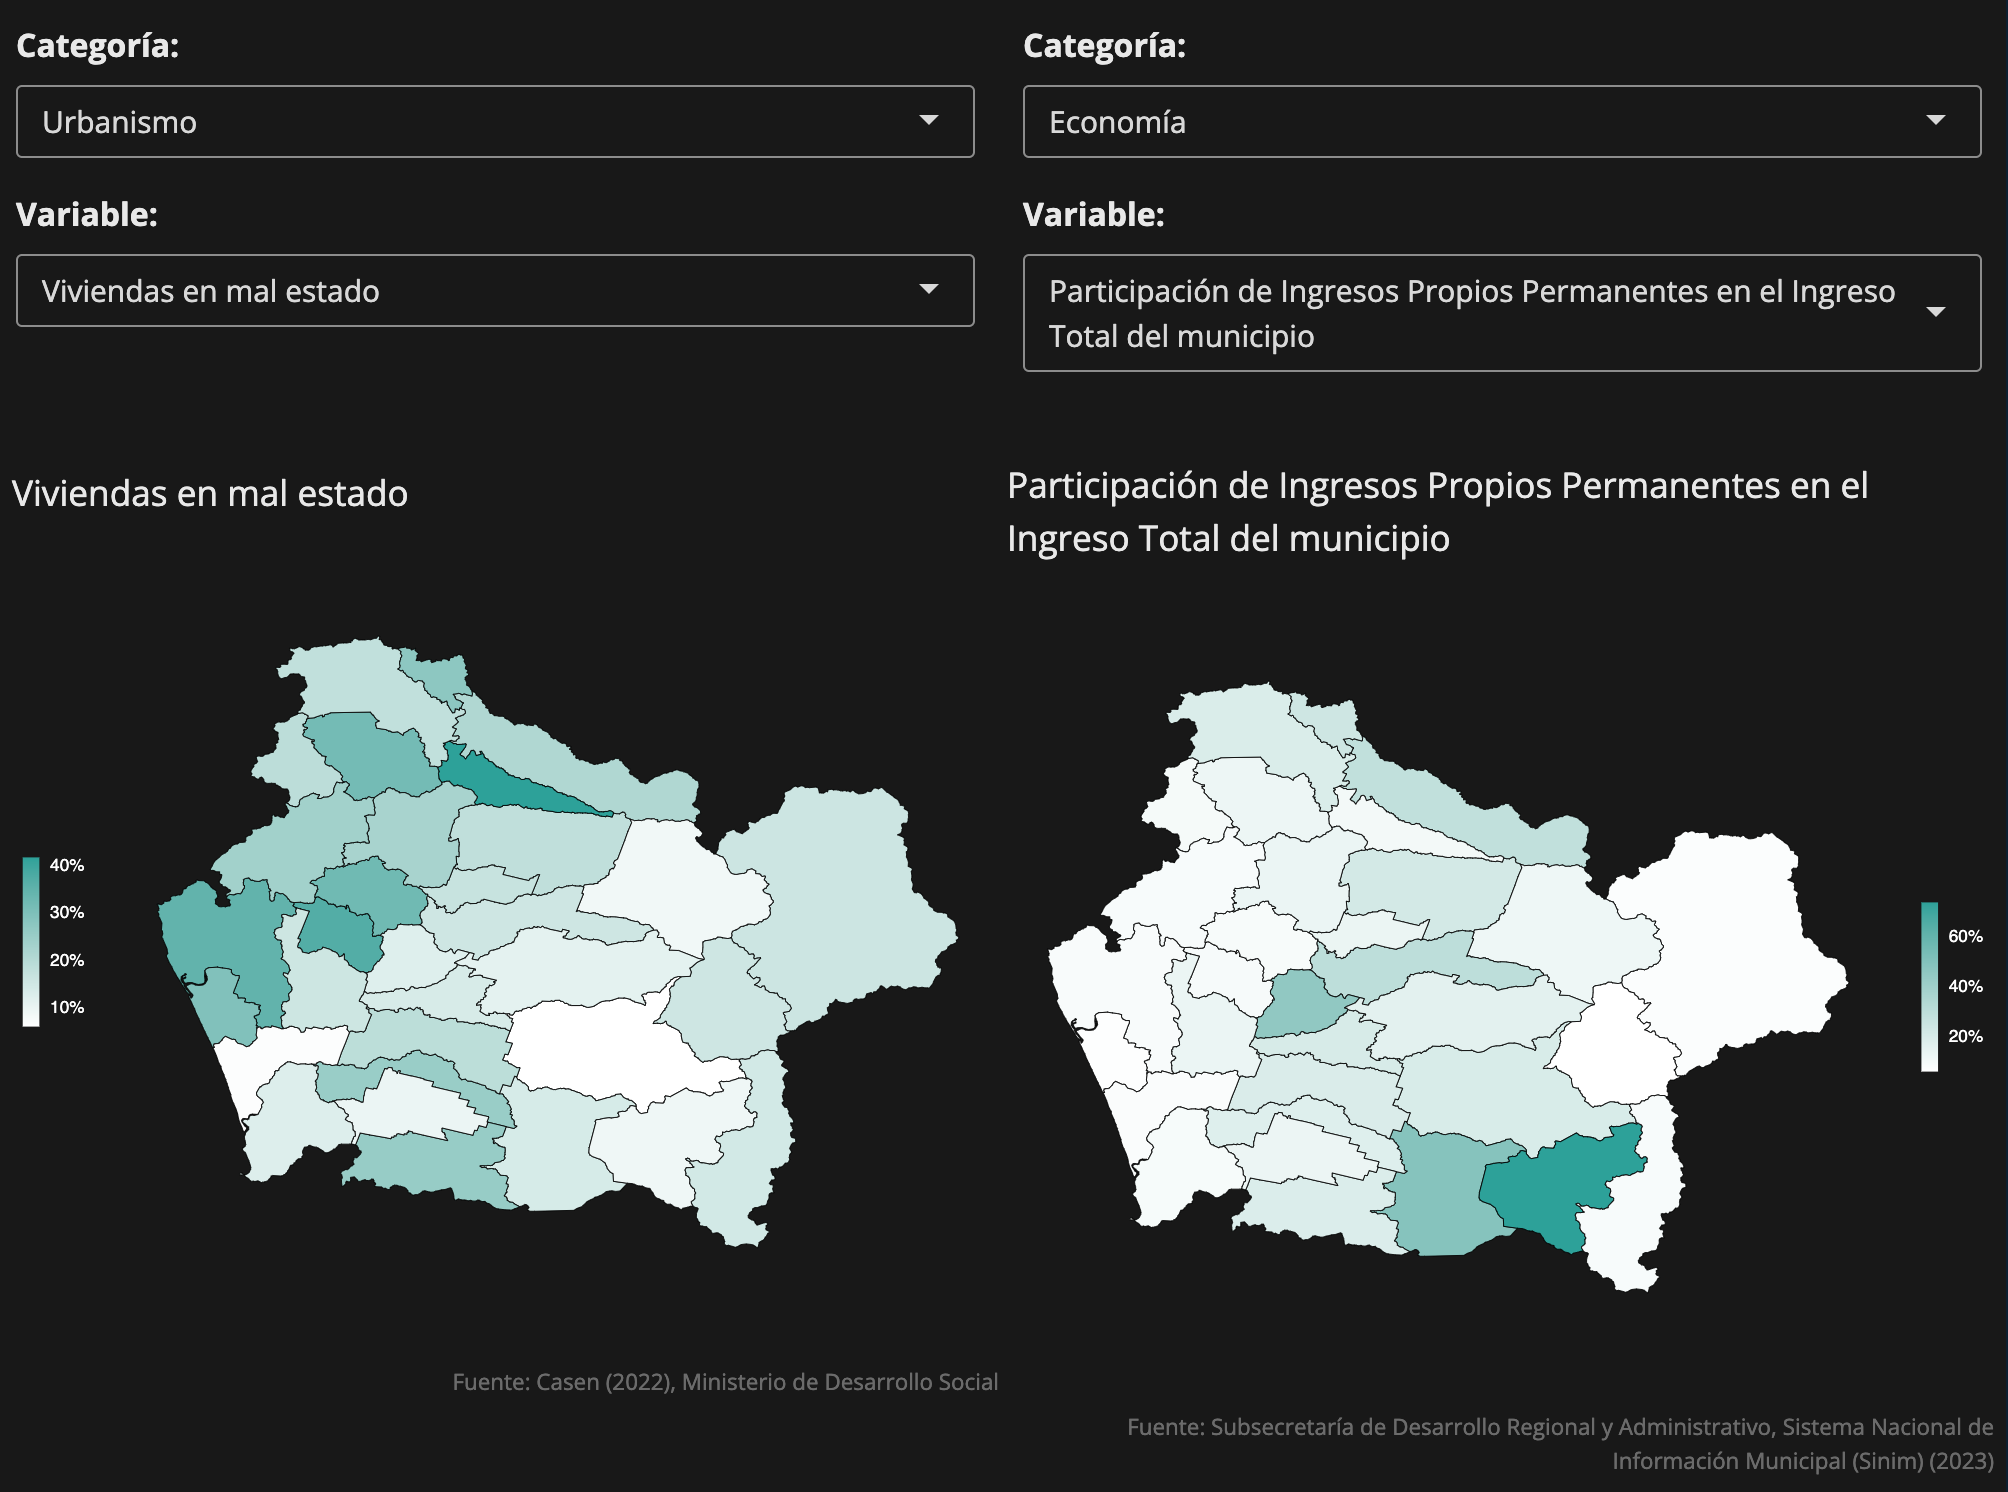 Categoría:
Urbanismo
Variable:
Viviendas en mal estado
Categoría:
Economía
Variable:
Participación de Ingresos Propios Permanentes en el Ingreso
Total del municipio
Viviendas en mal estado
40%
30%
20%
10%
Fuente: Casen (2022), Ministerio de Desarrollo Social
Participación de Ingresos Propios Permanentes en el
Ingreso Total del municipio
60%
40%
20%
Fuente: Subsecretaría de Desarrollo Regional y Administrativo, Sistema Nacional de
Información Municipal (Sinim) (2023)